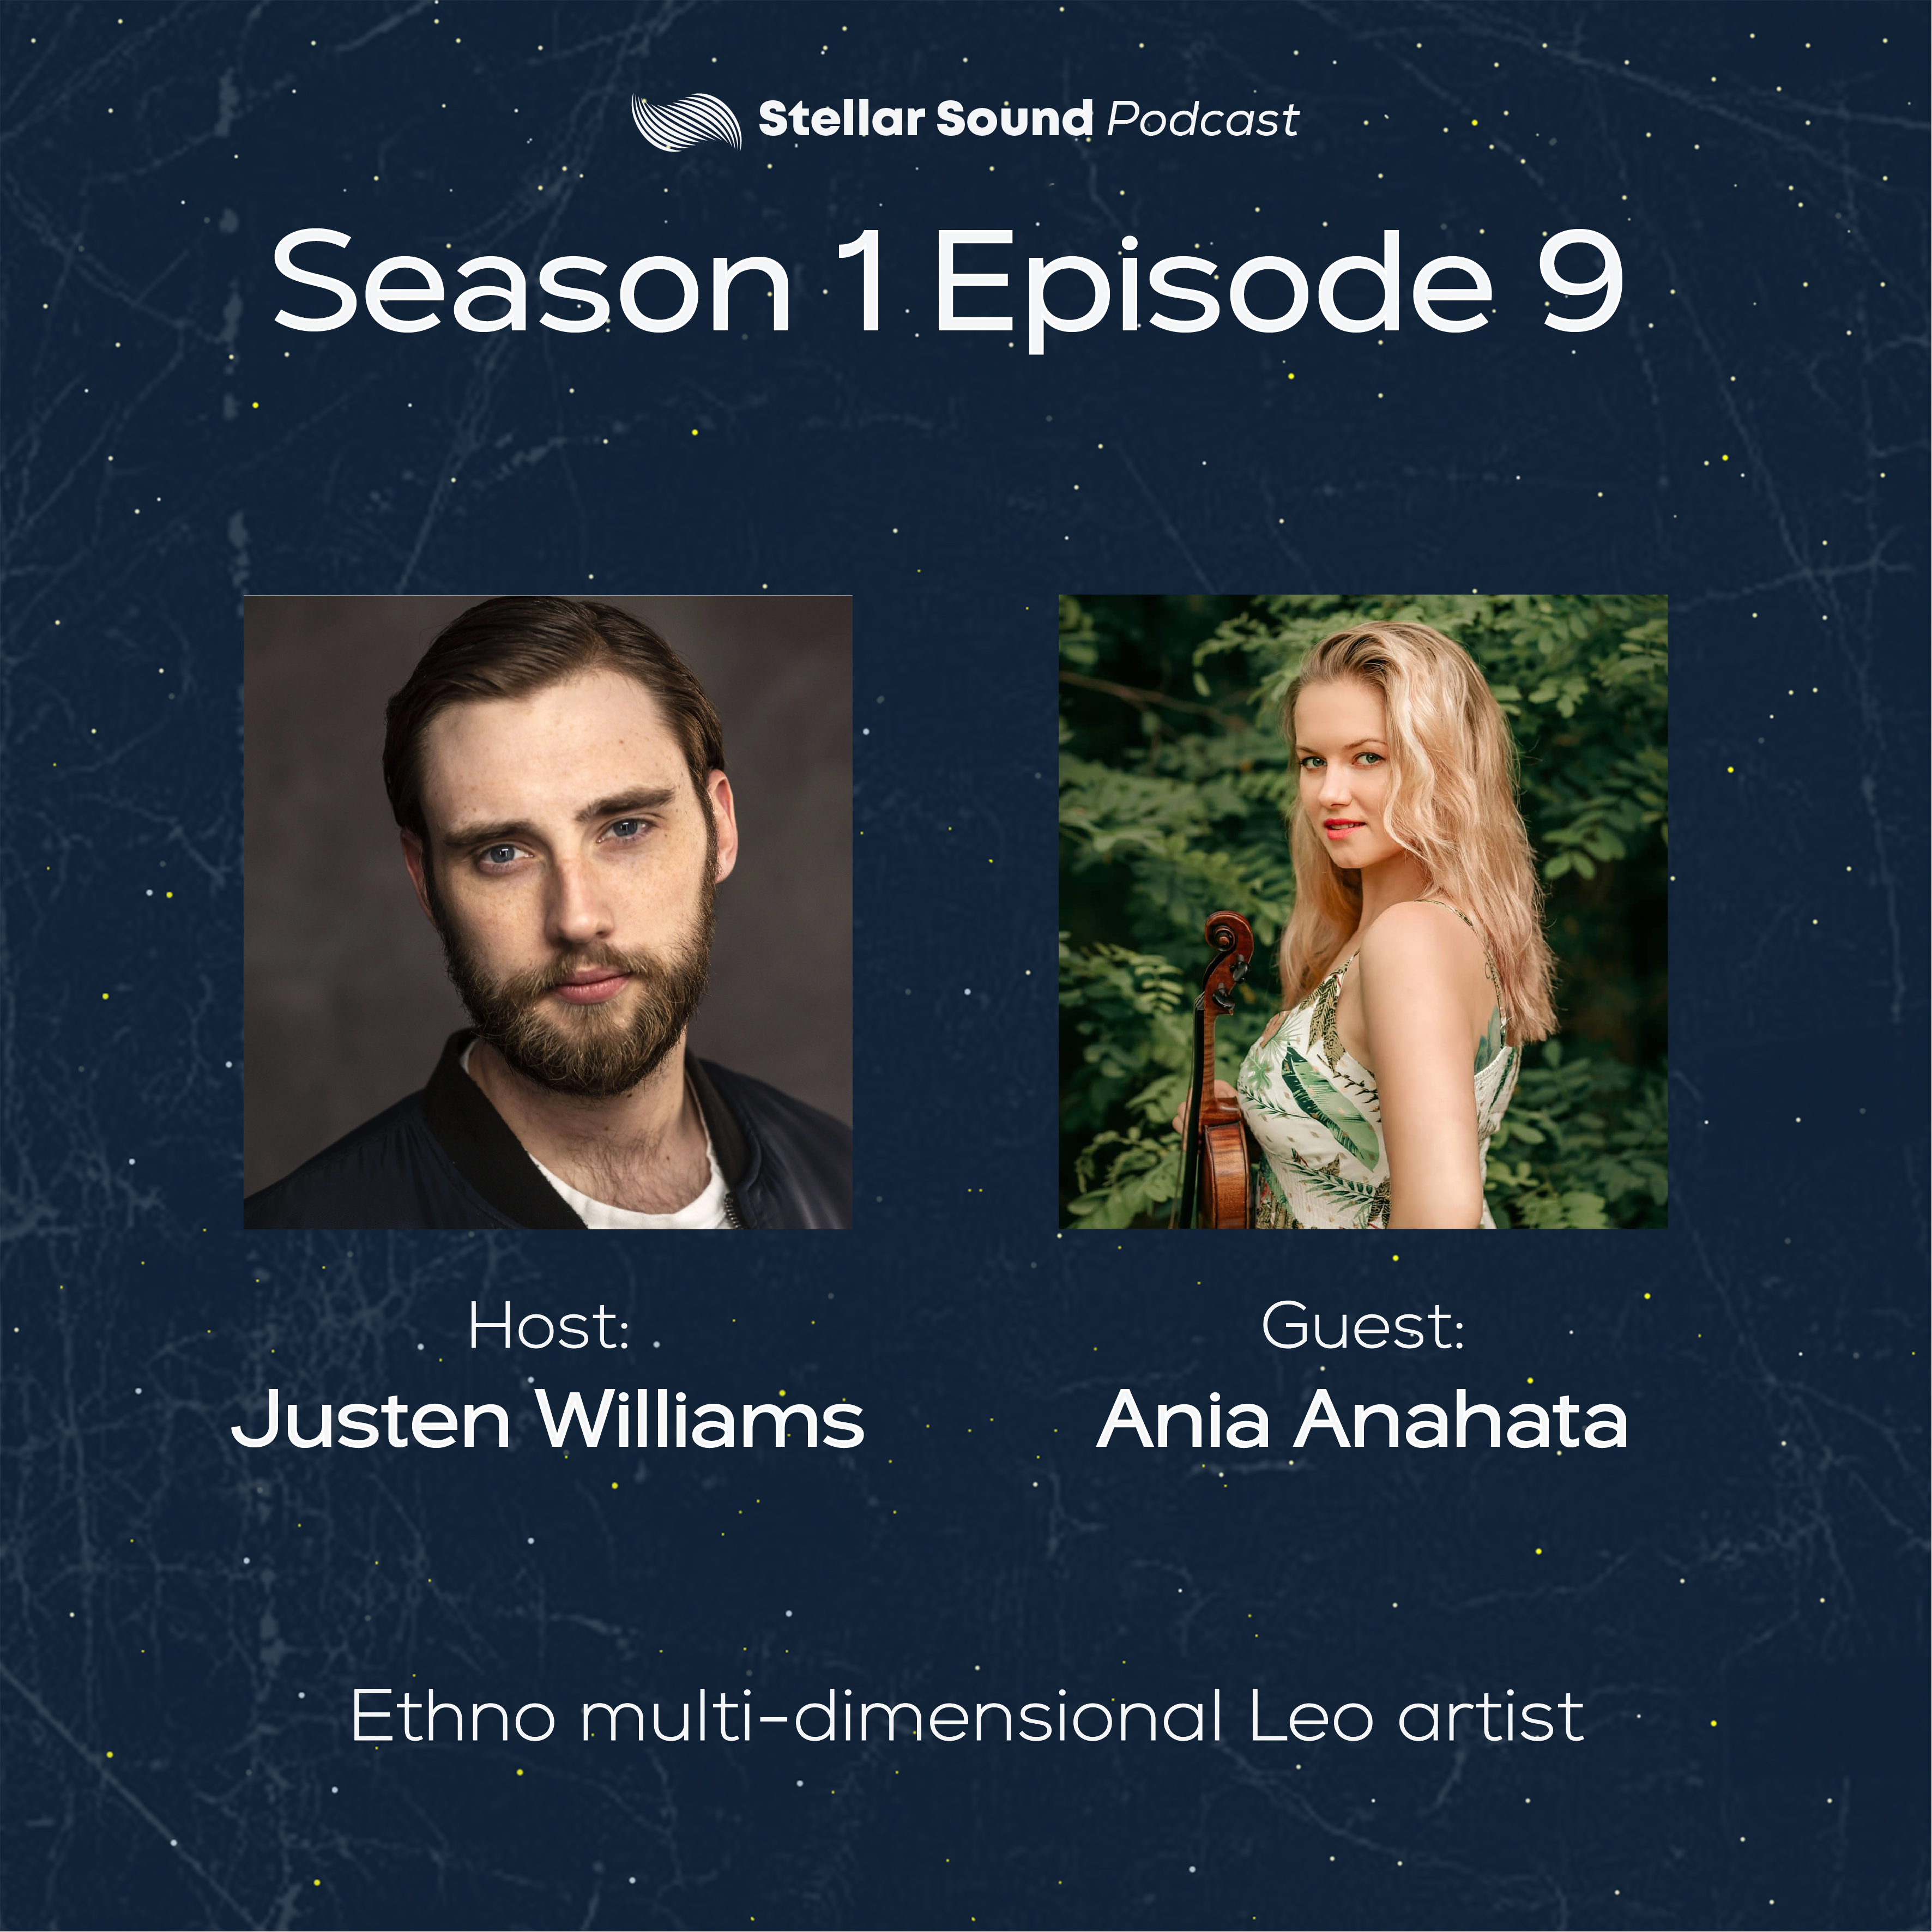 Stellar Sound Podcast
Season 1 Episode 9
Host:
Justen Williams
Guest:
Ania Anahata
Ethno multi-dimensional Leo artist